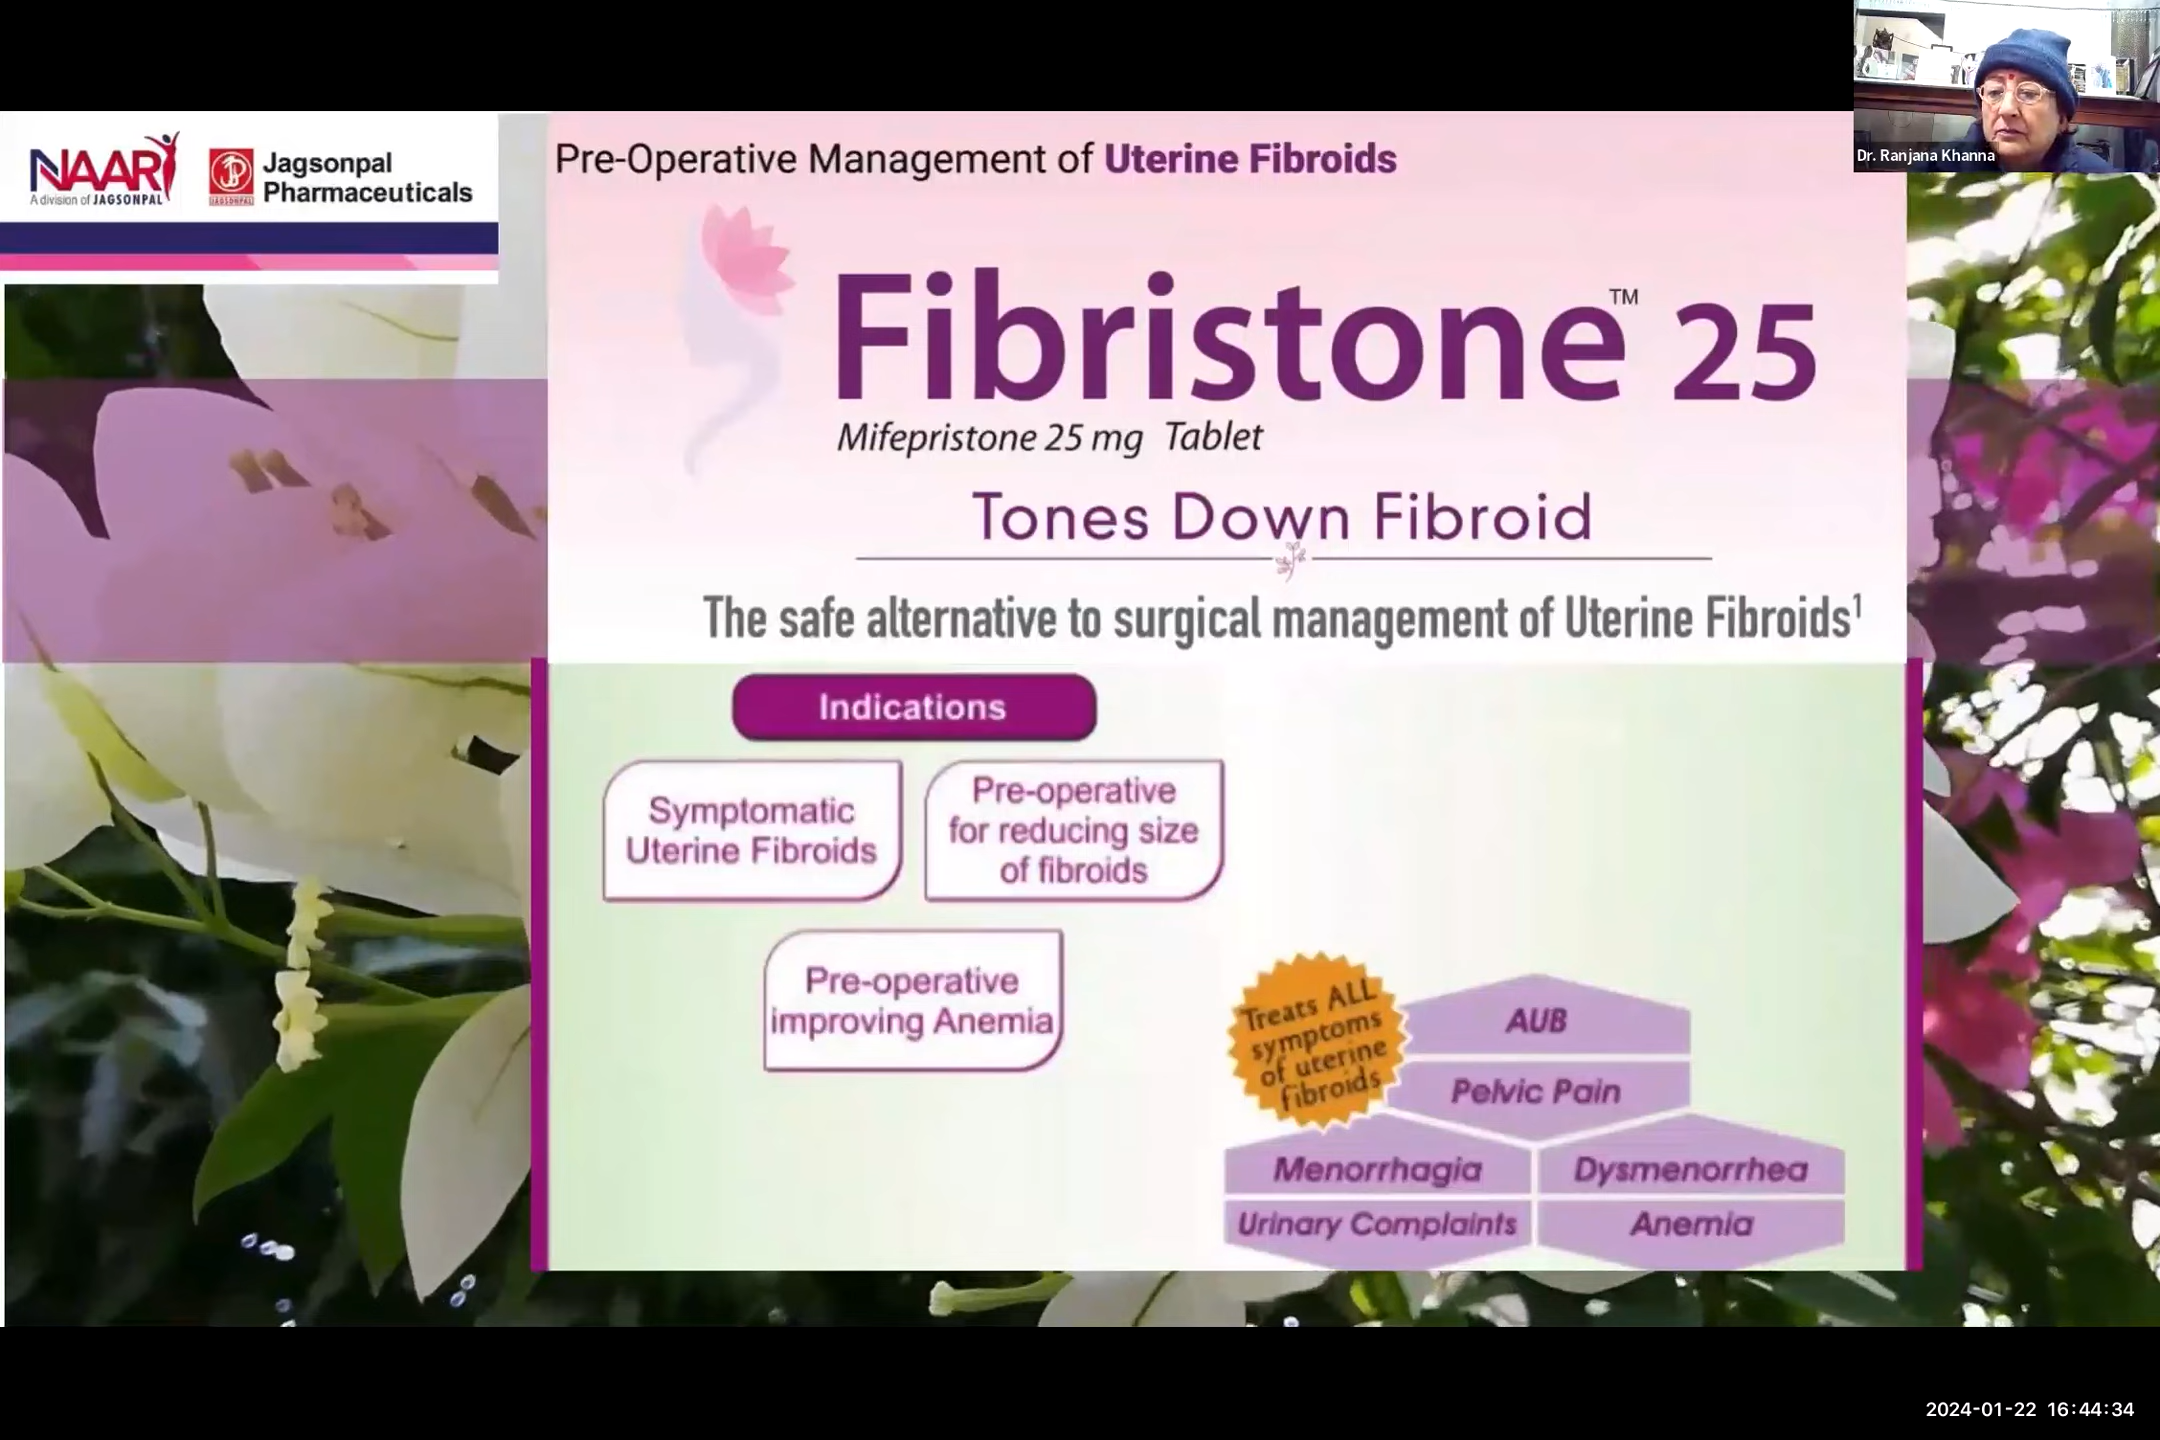 Dr. Ranjana Khanna
NAARI
A division of JAGSONPAL
JAGSONPAL
Jagsonpal
Pharmaceuticals
Pre-Operative Management of Uterine Fibroids
Fibristone™ 25
Mifepristone 25 mg Tablet
Tones Down Fibroid
The safe alternative to surgical management of Uterine Fibroids¹
Indications
Symptomatic
Uterine Fibroids
Pre-operative
for reducing size
of fibroids
Pre-operative
improving Anemia
Treats ALL
symptoms
of uterine
fibroids
AUB
Pelvic Pain
Menorrhagia
Dysmenorrhea
Urinary Complaints
Anemia
2024-01-22 16:44:34